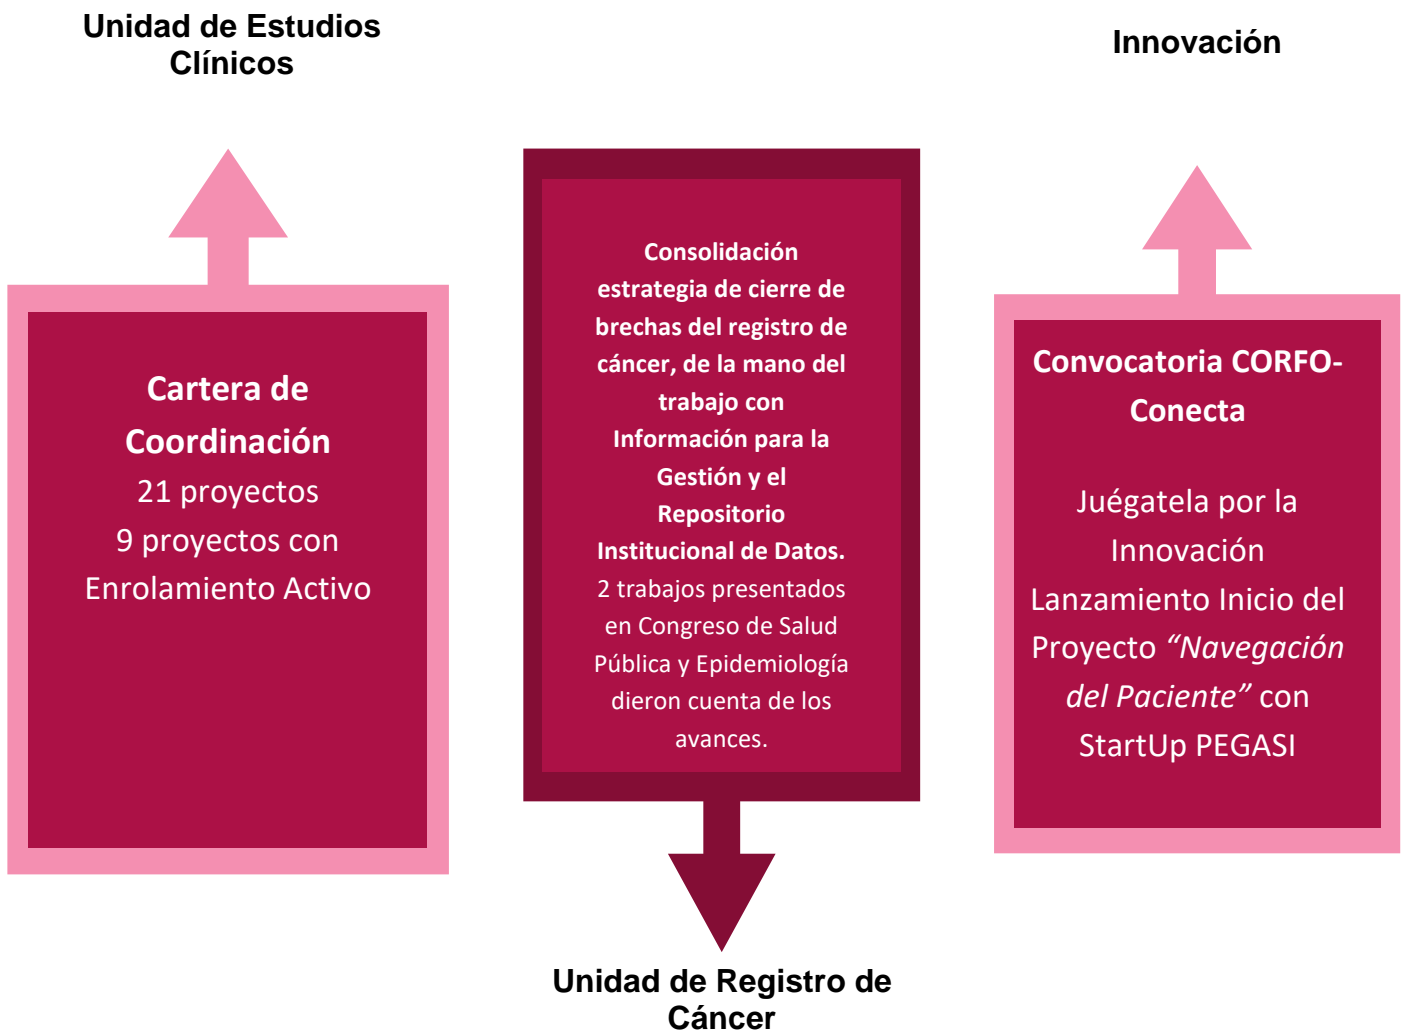 Unidad de Estudios
Clínicos
Cartera de
Coordinación
21 proyectos
9 proyectos con
Enrolamiento Activo
Consolidación
estrategia de cierre de
brechas del registro de
cáncer, de la mano del
trabajo con
Información para la
Gestión y el
Repositorio
Institucional de Datos.
2 trabajos presentados
en Congreso de Salud
Pública y Epidemiología
dieron cuenta de los
avances.
Unidad de Registro de
Cáncer
Innovación
Convocatoria CORFO-
Conecta
Juégatela por la
Innovación
Lanzamiento Inicio del
Proyecto “Navegación
del Paciente” con
StartUp PEGASI